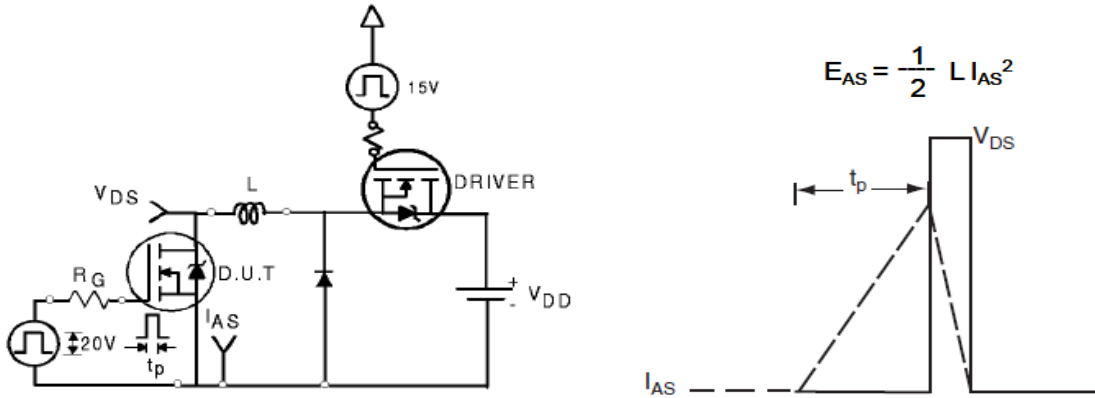 15V
DRIVER
VDS
L
D.U.T
RG
+
-
VDD
IAS
20V
tp
EAS = 1/2 L IAS²
VDS
tp
IAS